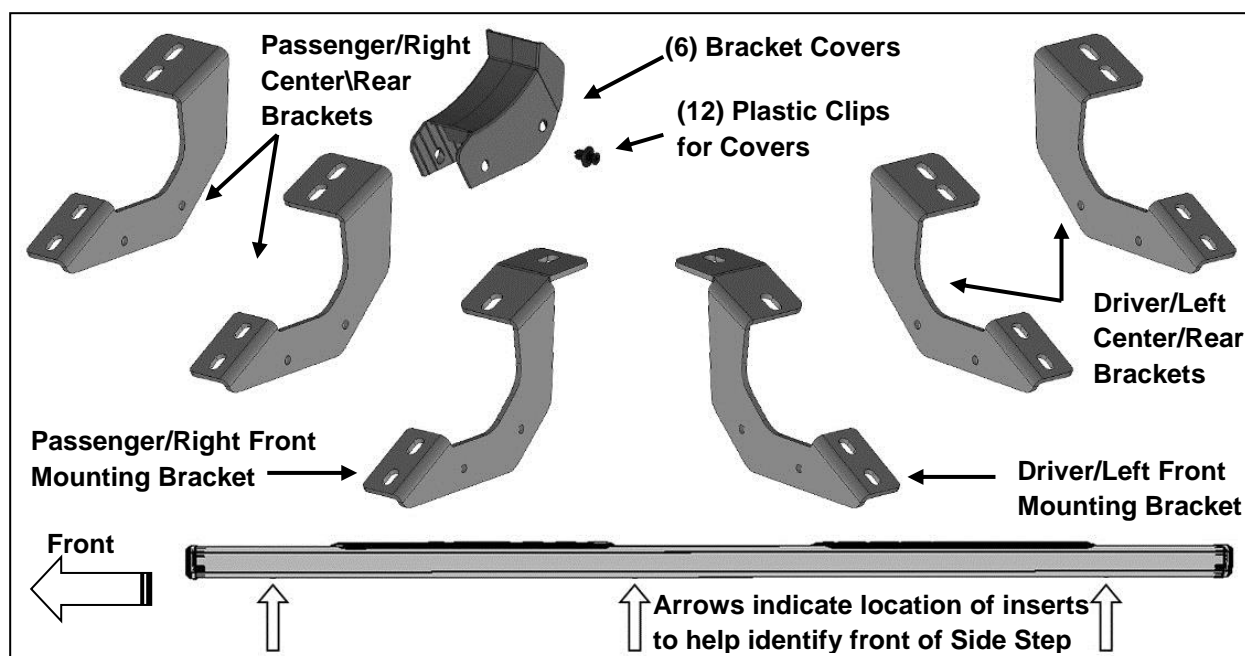 Passenger/Right
Center\Rear
Brackets
(6) Bracket Covers
(12) Plastic Clips
for Covers
Driver/Left
Center/Rear
Brackets
Passenger/Right Front
Mounting Bracket
Driver/Left Front
Mounting Bracket
Front
Arrows indicate location of inserts
to help identify front of Side Step